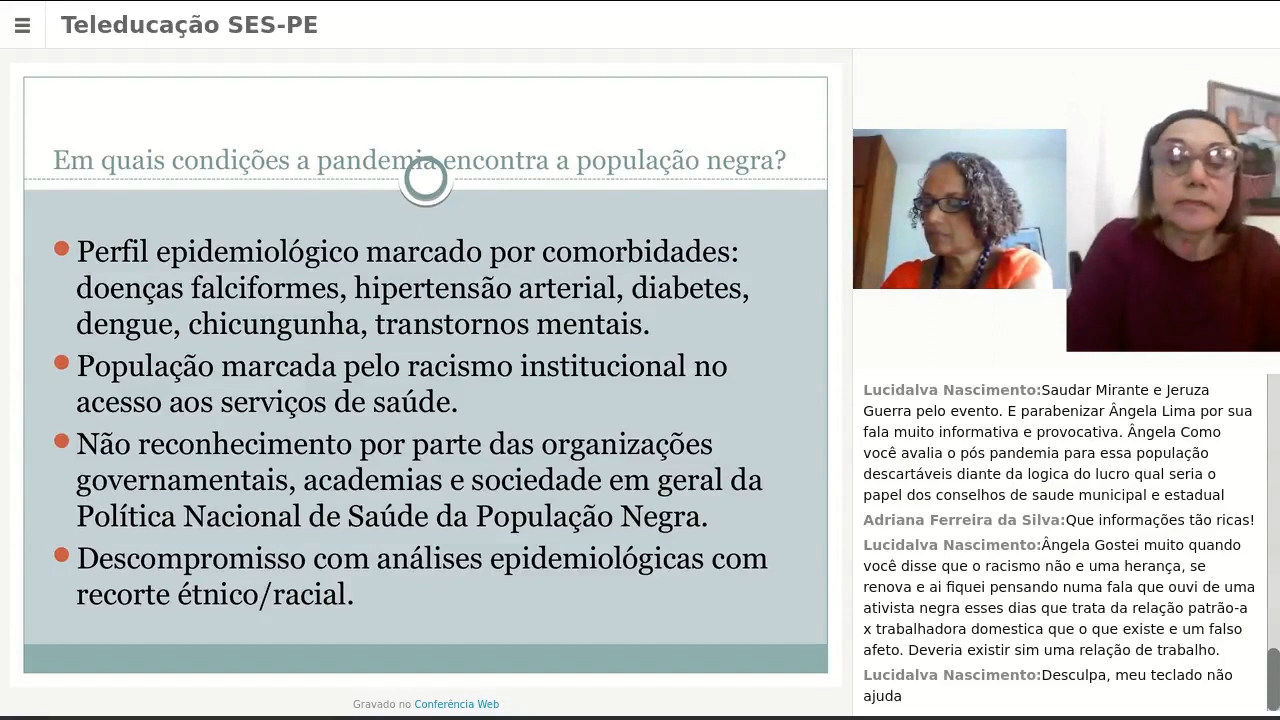 Teleducação SES-PE
Em quais condições a pandemia encontra a população negra?
Perfil epidemiológico marcado por comorbidades:
doenças falciformes, hipertensão arterial, diabetes,
dengue, chicungunha, transtornos mentais.
População marcada pelo racismo institucional no
acesso aos serviços de saúde.
Não reconhecimento por parte das organizações
governamentais, academias e sociedade em geral da
Política Nacional de Saúde da População Negra.
Descompromisso com análises epidemiológicas com
recorte étnico/racial.
Gravado no Conferência Web
Lucidalva Nascimento:Saudar Mirante e Jeruza
Guerra pelo evento. E parabenizar Ângela Lima por sua
fala muito informativa e provocativa. Ângela Como
você avalia o pós pandemia para essa população
descartáveis diante da logica do lucro qual seria o
papel dos conselhos de saude municipal e estadual
Adriana Ferreira da Silva:Que informações tão ricas!
Lucidalva Nascimento:Ângela Gostei muito quando
você disse que o racismo não e uma herança, se
renova e ai fiquei pensando numa fala que ouvi de uma
ativista negra esses dias que trata da relação patrão-a
x trabalhadora domestica que o que existe e um falso
afeto. Deveria existir sim uma relação de trabalho.
Lucidalva Nascimento:Desculpa, meu teclado não
ajuda